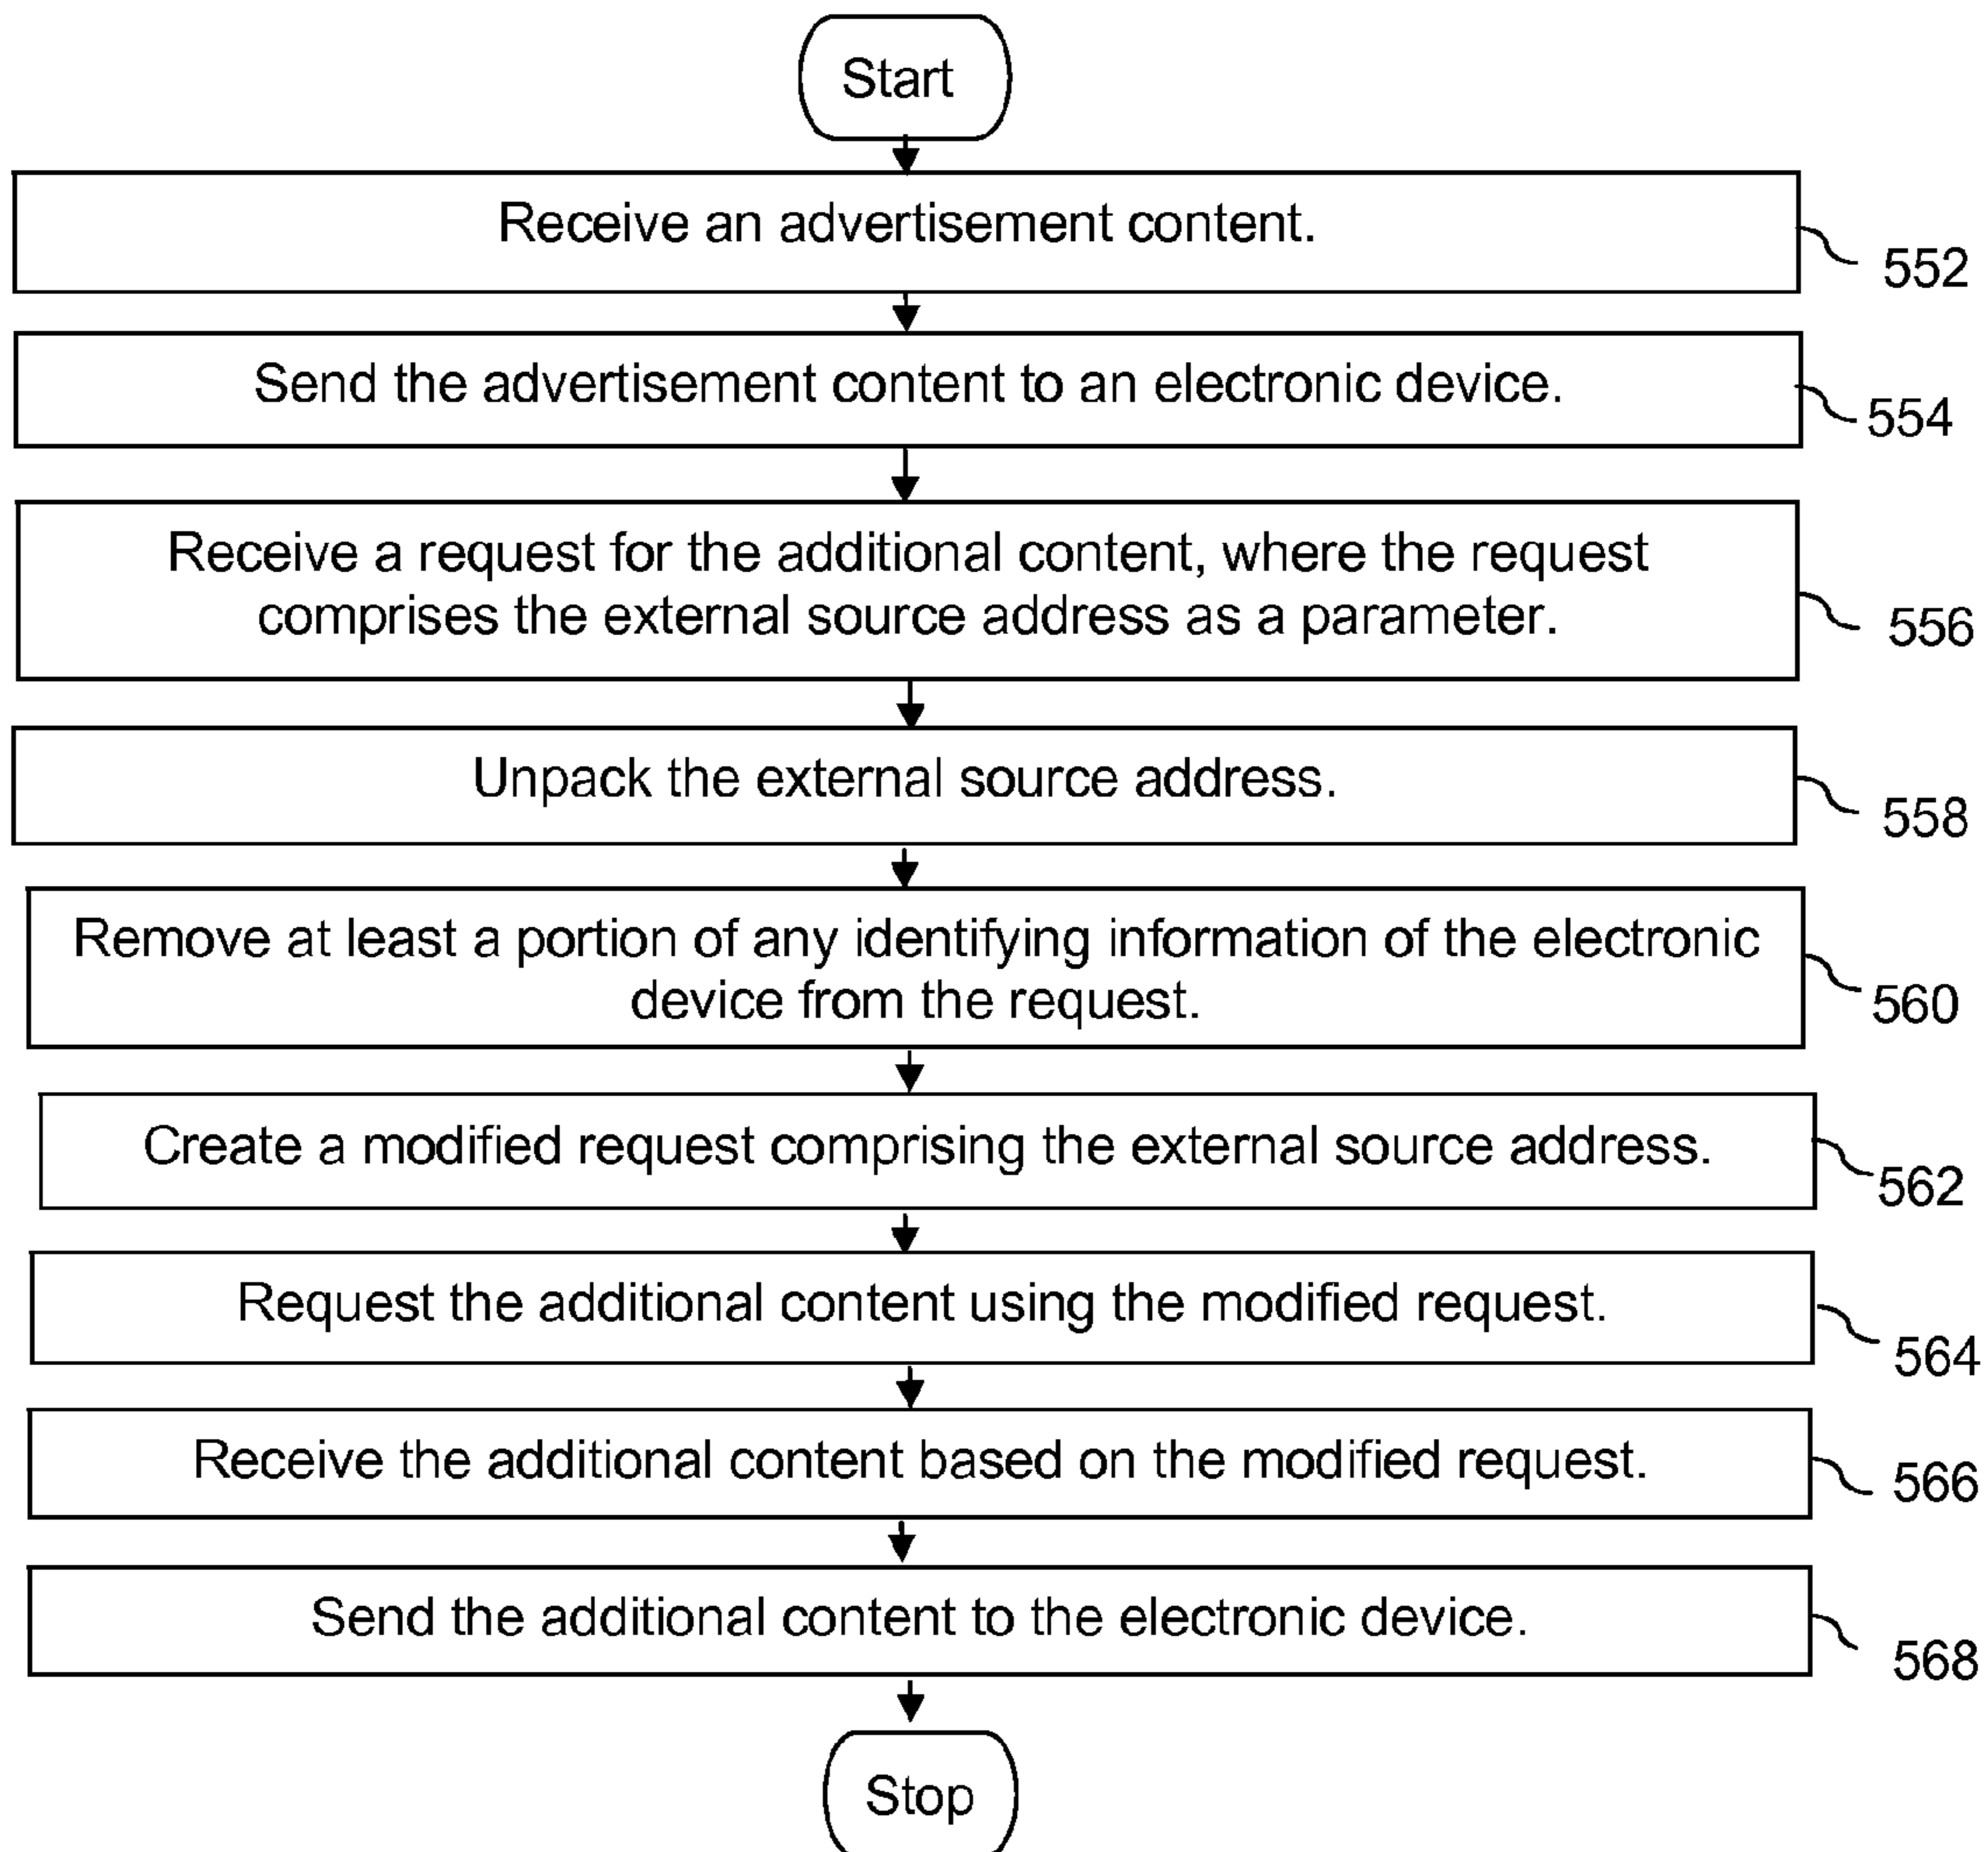 Start
Receive an advertisement content.
552
Send the advertisement content to an electronic device.
554
Receive a request for the additional content, where the request
comprises the external source address as a parameter.
556
Unpack the external source address.
558
Remove at least a portion of any identifying information of the electronic
device from the request.
560
Create a modified request comprising the external source address.
562
Request the additional content using the modified request.
564
Receive the additional content based on the modified request.
566
Send the additional content to the electronic device.
568
Stop